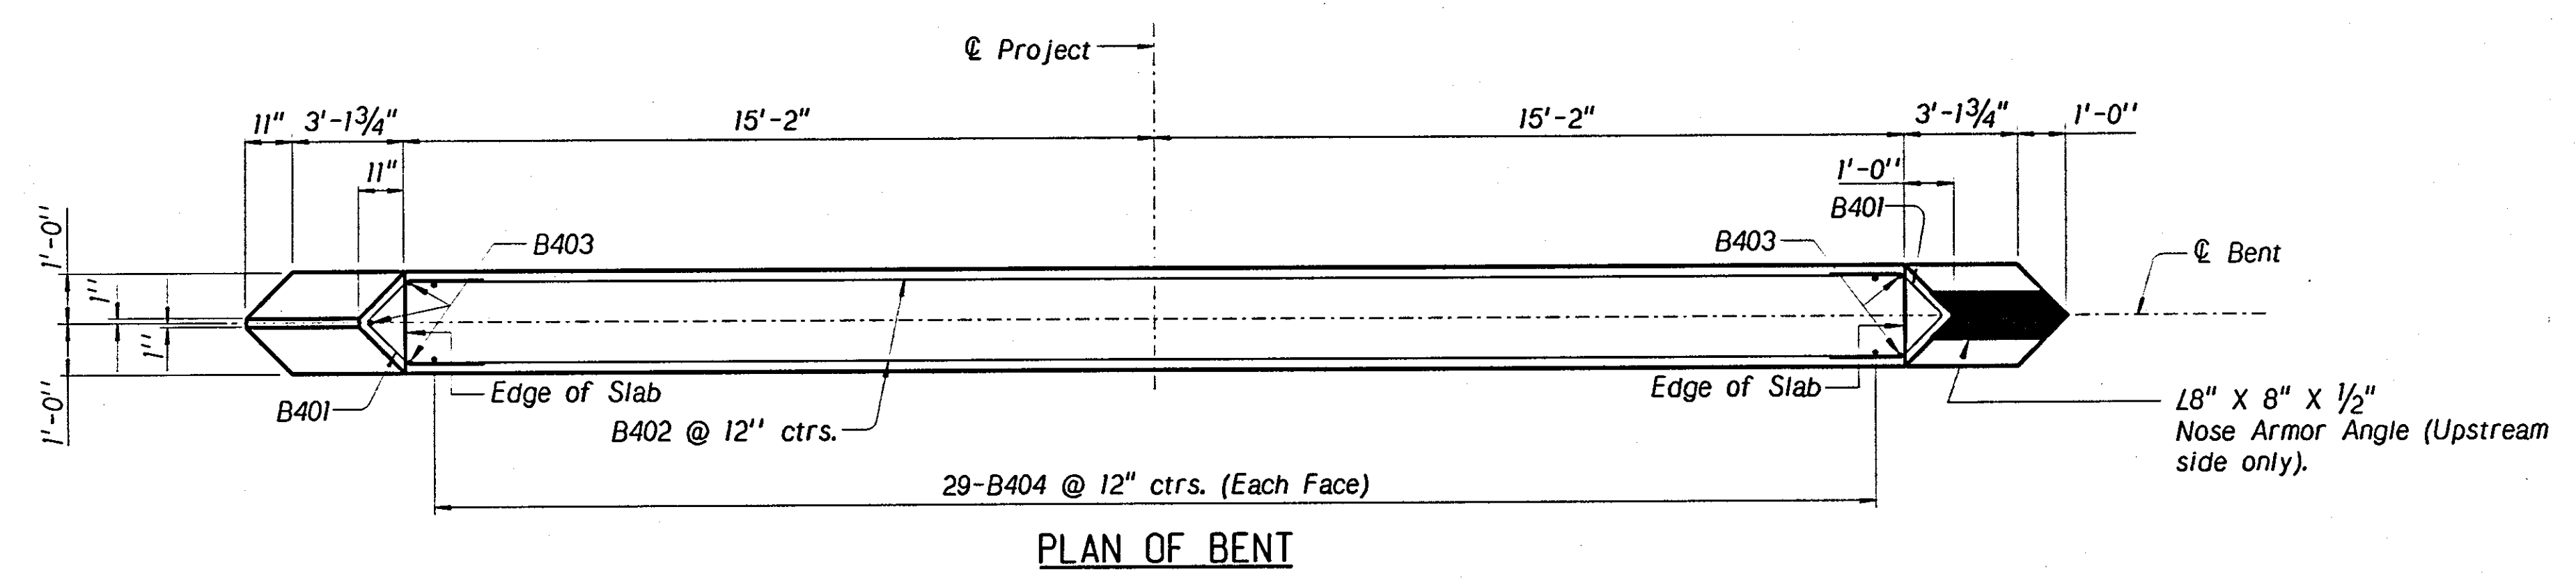 ℄ Project
11" 3'-1¾" 15'-2" 15'-2" 3'-1¾" 1'-0"
11" 1'-0"
B401
1'-0" B403 B403 ℄ Bent
1"
1"
1'-0"
Edge of Slab Edge of Slab
B401
B402 @ 12" ctrs.
L8" X 8" X ½"
Nose Armor Angle (Upstream
side only).
29-B404 @ 12" ctrs. (Each Face)
PLAN OF BENT